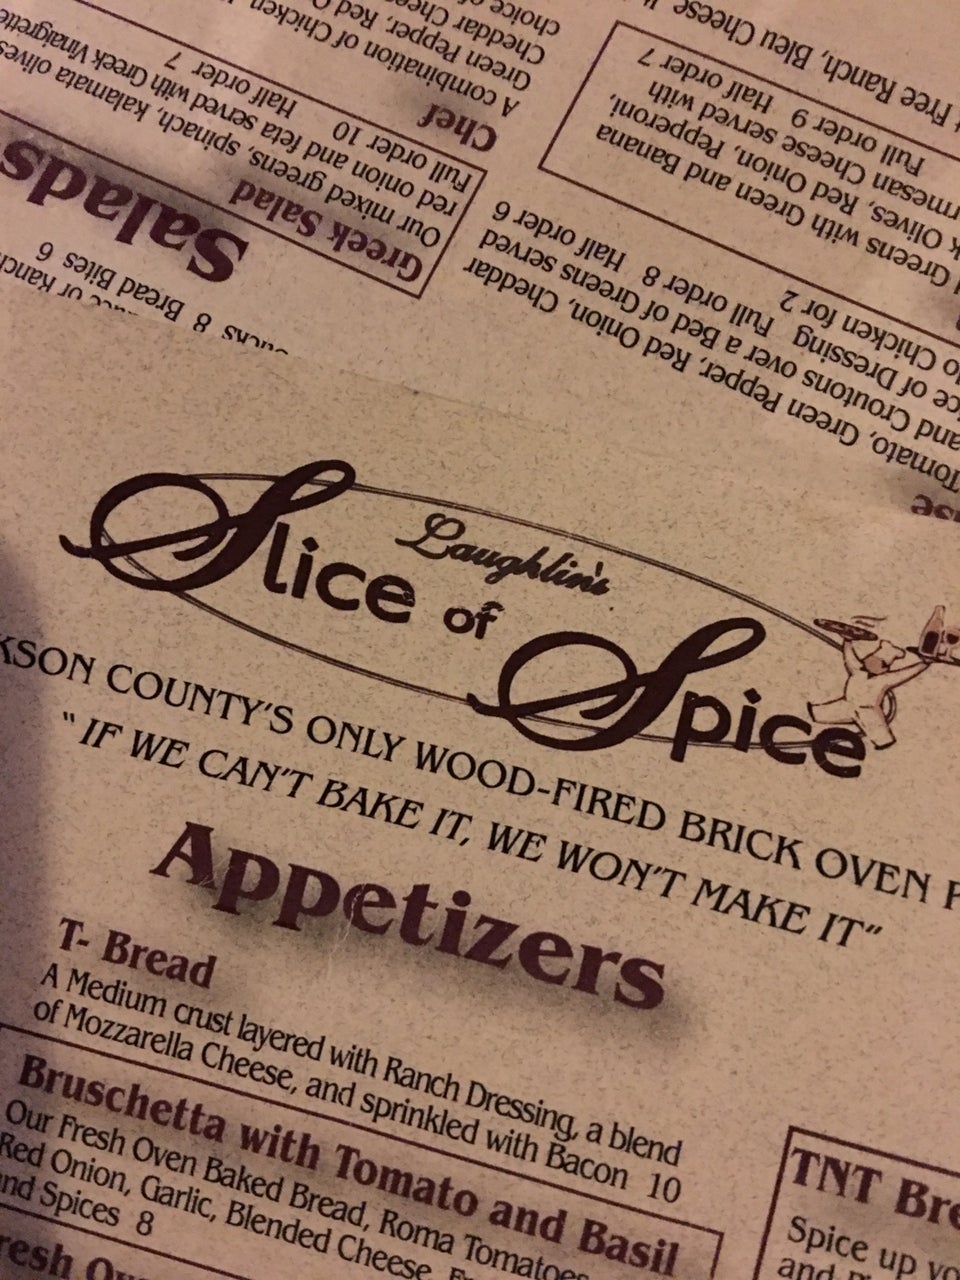 Laughlin's
Slice of Spice
KSON COUNTY'S ONLY WOOD-FIRED BRICK OVEN
" IF WE CAN'T BAKE IT, WE WON'T MAKE IT"
Appetizers
T- Bread
A Medium crust layered with Ranch Dressing, a blend
of Mozzarella Cheese, and sprinkled with Bacon 10
Bruschetta with Tomato and Basil
Our Fresh Oven Baked Bread, Roma Tomatoes
Red Onion, Garlic, Blended Cheese,
and Spices 8
TNT Bre
Spice up yo
and
8 Bread Bites 6
Salads
Greek Salad
Our mixed greens, spinach, kalamata olives
red onion and feta served with Greek Vinaigrette
Full order 10 Half order 7
Chef
A combination of Chicken
Green Pepper, Red O
Cheddar Chee
choice of
Tomato, Green Pepper, Red Onion, Cheddar
and Croutons over a Bed of Greens served
ice of Dressing Full order 8 Half order 6
Chicken for 2
Greens with Green and Banana
k Olives, Red Onion, Pepperoni,
rmesan Cheese served with
Full order 9 Half order 7
Free Ranch, Bleu Cheese